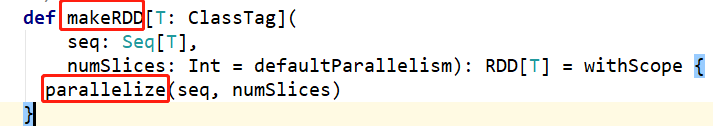 def makeRDD[T: ClassTag](
seq: Seq[T],
numSlices: Int = defaultParallelism): RDD[T] = withScope {
parallelize(seq, numSlices)
}